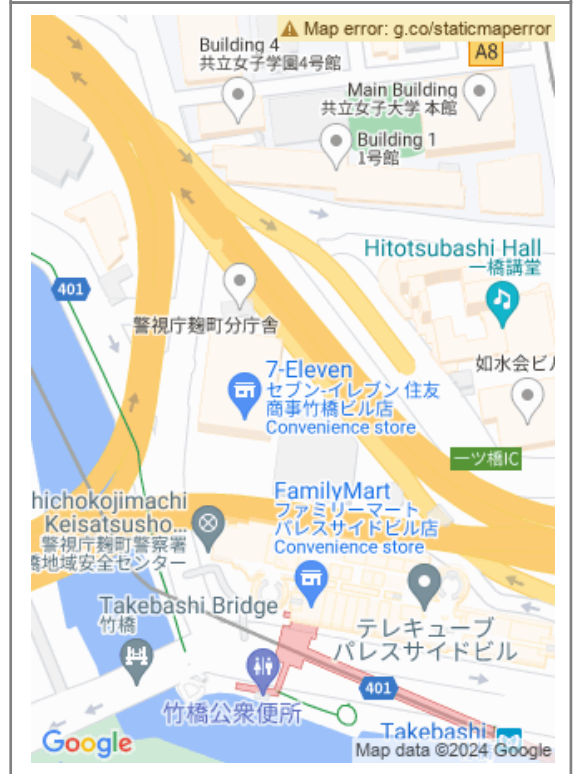 Map error: g.co/staticmaperror
Building 4
共立女子学園4号館
A8
Main Building
共立女子大学 本館
Building 1
1号館
Hitotsubashi Hall
一橋講堂
401
警視庁麹町分庁舎
如水会ビル
7-Eleven
セブン-イレブン 住友
商事竹橋ビル店
Convenience store
一ツ橋IC
FamilyMart
ファミリーマート
パレスサイドビル店
Convenience store
hichokojimachi
Keisatsusho...
警視庁麹町警察署
橋地域安全センター
Takebashi Bridge
竹橋
テレキューブ
パレスサイドビル
401
竹橋公衆便所
Takebashi
Google
Map data ©2024 Google